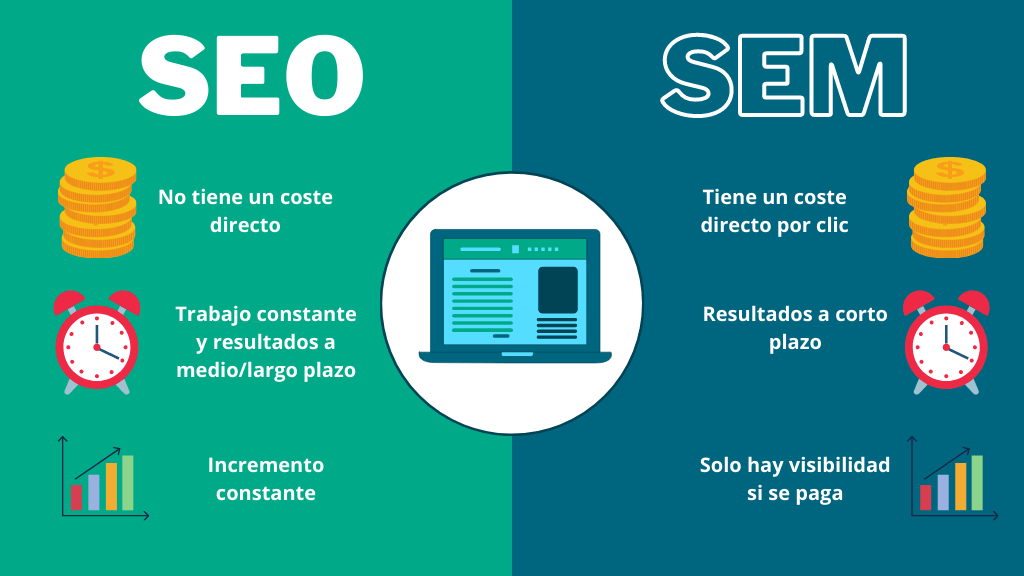 SEO
No tiene un coste
directo
Trabajo constante
y resultados a
medio/largo plazo
Incremento
constante
SEM
Tiene un coste
directo por clic
Resultados a corto
plazo
Solo hay visibilidad
si se paga